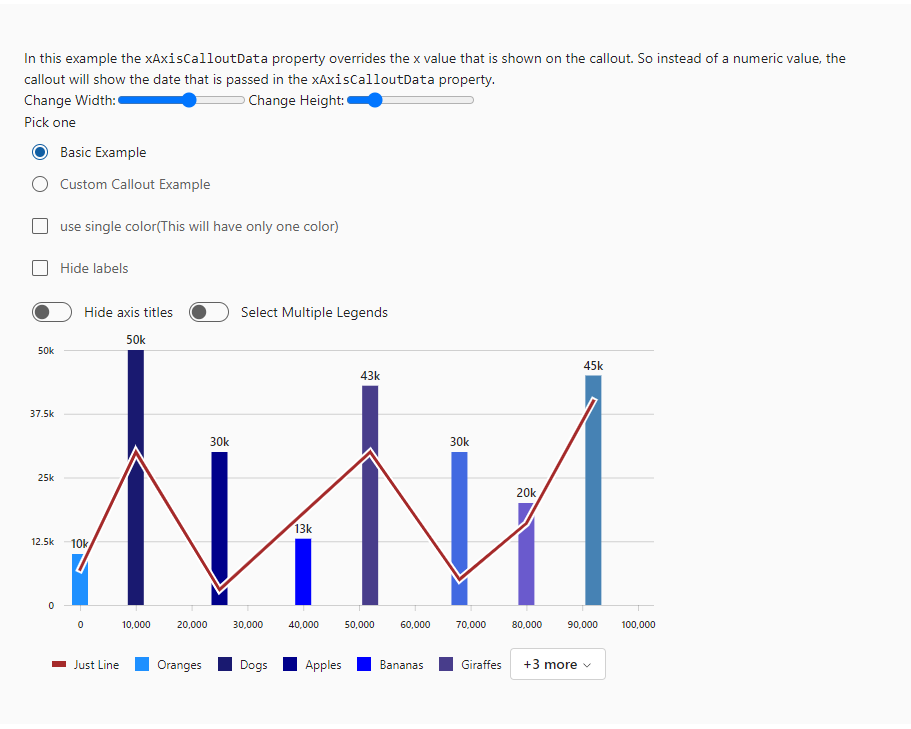 In this example the xAxisCalloutData property overrides the x value that is shown on the callout. So instead of a numeric value, the
callout will show the date that is passed in the xAxisCalloutData property.
Change Width: Change Height:
Pick one
Basic Example
Custom Callout Example
use single color(This will have only one color)
Hide labels
Hide axis titles Select Multiple Legends
50k
50k
43k
45k
37.5k
30k
30k
25k
20k
13k
12.5k
10k
0
0 10,000 20,000 30,000 40,000 50,000 60,000 70,000 80,000 90,000 100,000
Just Line Oranges Dogs Apples Bananas Giraffes +3 more